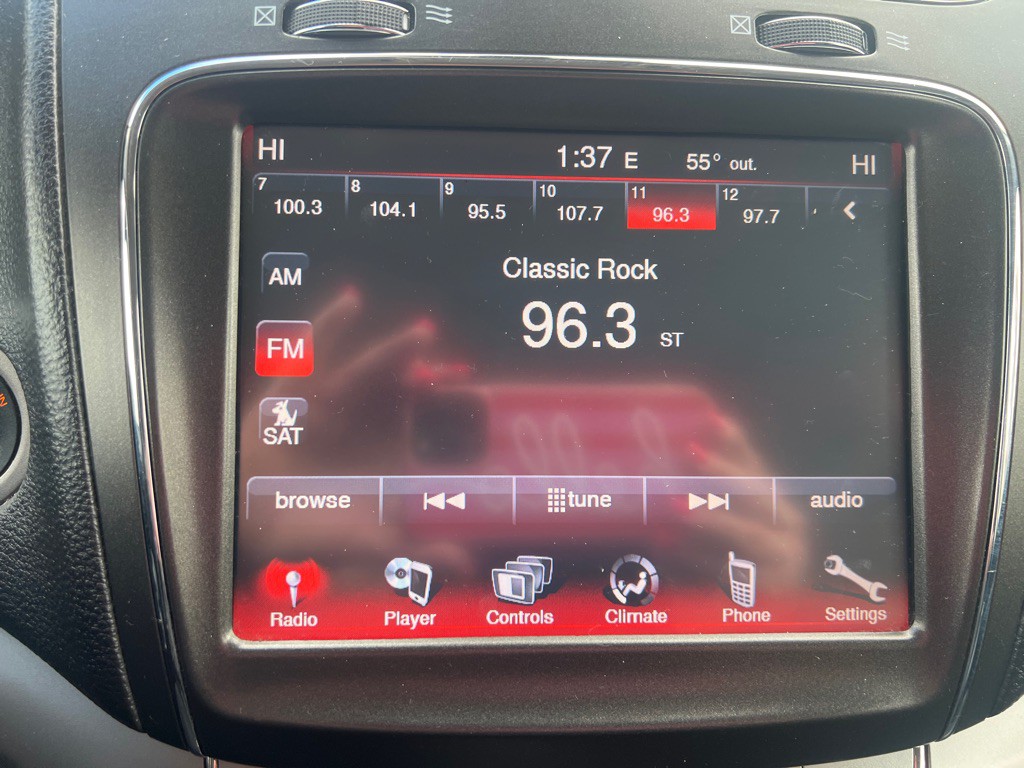 HI 1:37 E 55° out. HI
7 8 9 10 11 12
100.3 104.1 95.5 107.7 96.3 97.7
AM
Classic Rock
96.3 ST
FM
SAT
browse tune audio
Radio Player Controls Climate Phone Settings